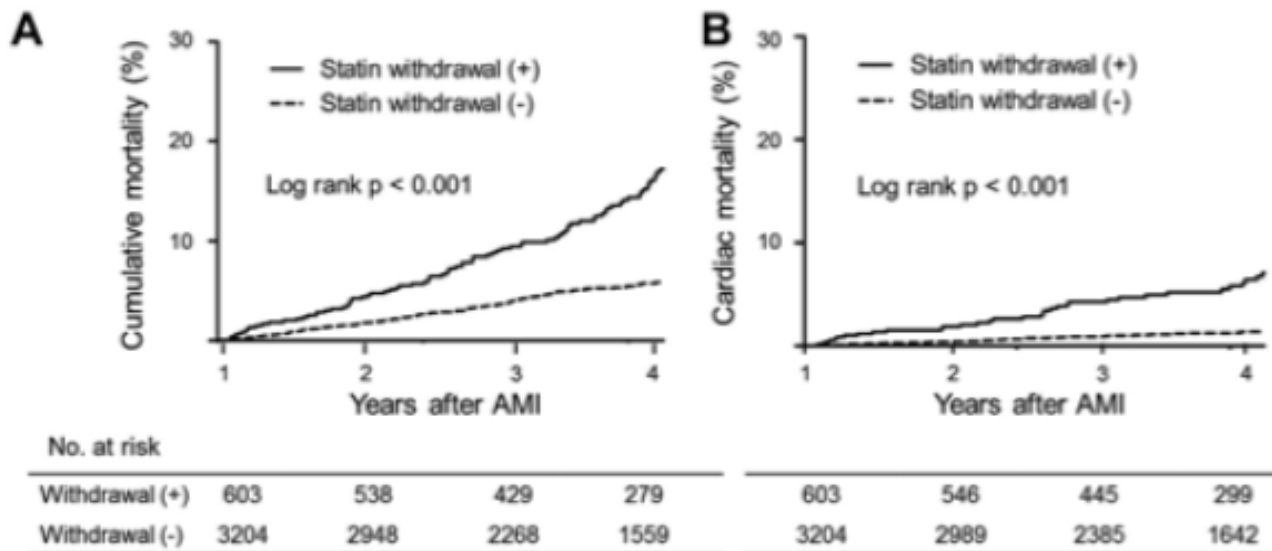 A
Cumulative mortality (%)
30
20
10
Statin withdrawal (+)
Statin withdrawal (-)
Log rank p < 0.001
1 2 3 4
Years after AMI
B
Cardiac mortality (%)
30
20
10
Statin withdrawal (+)
Statin withdrawal (-)
Log rank p < 0.001
1 2 3 4
Years after AMI
No. at risk
Withdrawal (+) 603 538 429 279 603 546 445 299
Withdrawal (-) 3204 2948 2268 1559 3204 2989 2385 1642